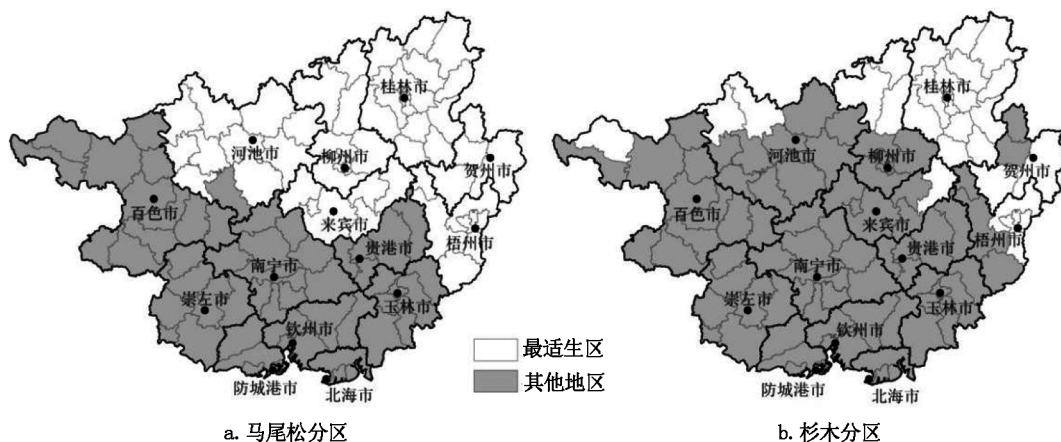 桂林市
河池市
柳州市
贺州市
百色市
来宾市
梧州市
贵港市
南宁市
崇左市
玉林市
钦州市
防城港市
北海市
最适生区
其他地区
桂林市
河池市
柳州市
贺州市
百色市
来宾市
梧州市
贵港市
南宁市
崇左市
玉林市
钦州市
防城港市
北海市
a. 马尾松分区
b. 杉木分区